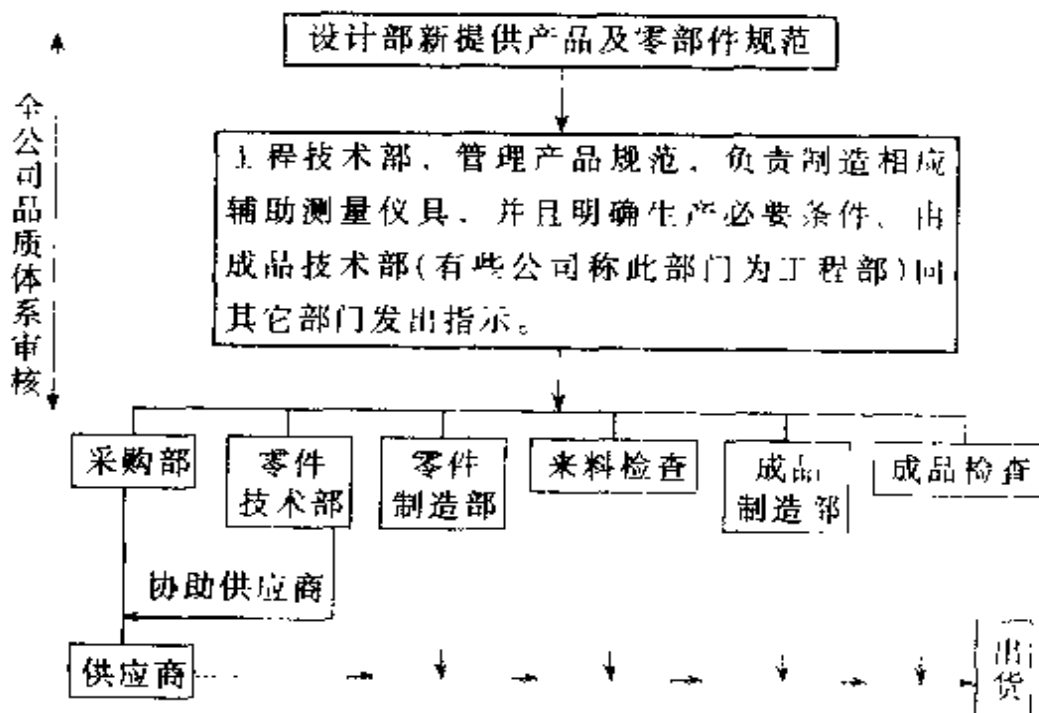 设计部新提供产品及零部件规范
全公司品质体系审核
工程技术部、管理产品规范、负责制造相应
辅助测量仪具、并且明确生产必要条件、由
成品技术部(有些公司称此部门为工程部)向
其它部门发出指示。
采购部
零件
技术部
零件
制造部
来料检查
成品
制造部
成品检查
协助供应商
供应商
出货